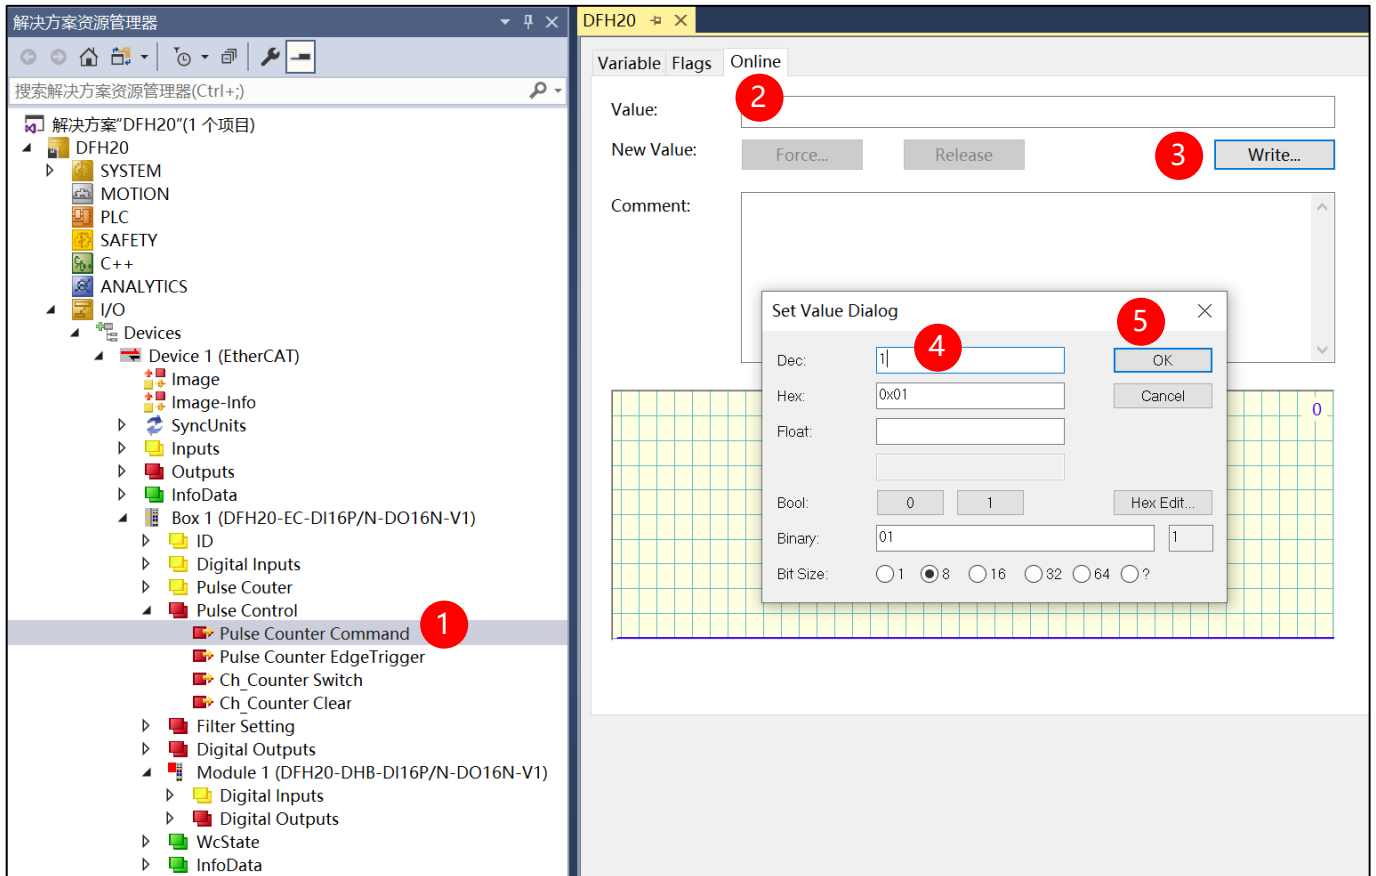 解决方案资源管理器
搜索解决方案资源管理器(Ctrl+;)
解决方案"DFH20"(1 个项目)
DFH20
SYSTEM
MOTION
PLC
SAFETY
C++
ANALYTICS
I/O
Devices
Device 1 (EtherCAT)
Image
Image-Info
SyncUnits
Inputs
Outputs
InfoData
Box 1 (DFH20-EC-DI16P/N-DO16N-V1)
ID
Digital Inputs
Pulse Couter
Pulse Control
Pulse Counter Command 1
Pulse Counter EdgeTrigger
Ch_Counter Switch
Ch_Counter Clear
Filter Setting
Digital Outputs
Module 1 (DFH20-DHB-DI16P/N-DO16N-V1)
Digital Inputs
Digital Outputs
WcState
InfoData
DFH20
Variable Flags Online
2
Value:
New Value: Force... Release 3 Write...
Comment:
Set Value Dialog 5
4
Dec: 1 OK
Hex: 0x01 Cancel
0
Float:
Bool: 0 1 Hex Edit...
Binary: 01 1
Bit Size: 1 8 16 32 64 ?